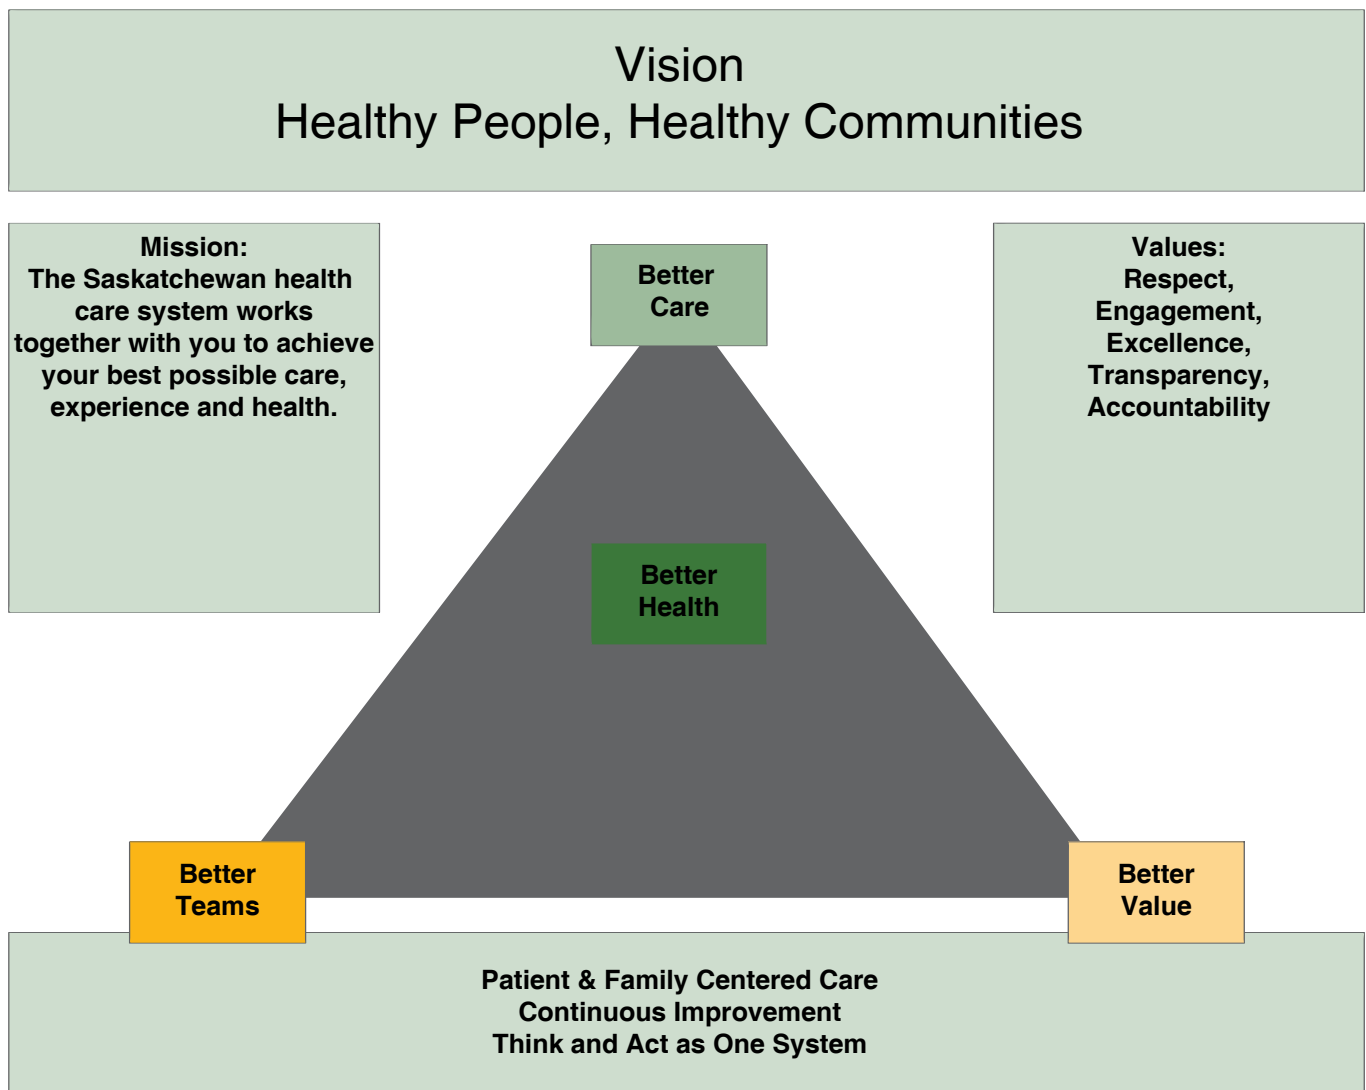 Vision
Healthy People, Healthy Communities
Mission:
The Saskatchewan health
care system works
together with you to achieve
your best possible care,
experience and health.
Better
Care
Values:
Respect,
Engagement,
Excellence,
Transparency,
Accountability
Better
Health
Better
Teams
Better
Value
Patient & Family Centered Care
Continuous Improvement
Think and Act as One System